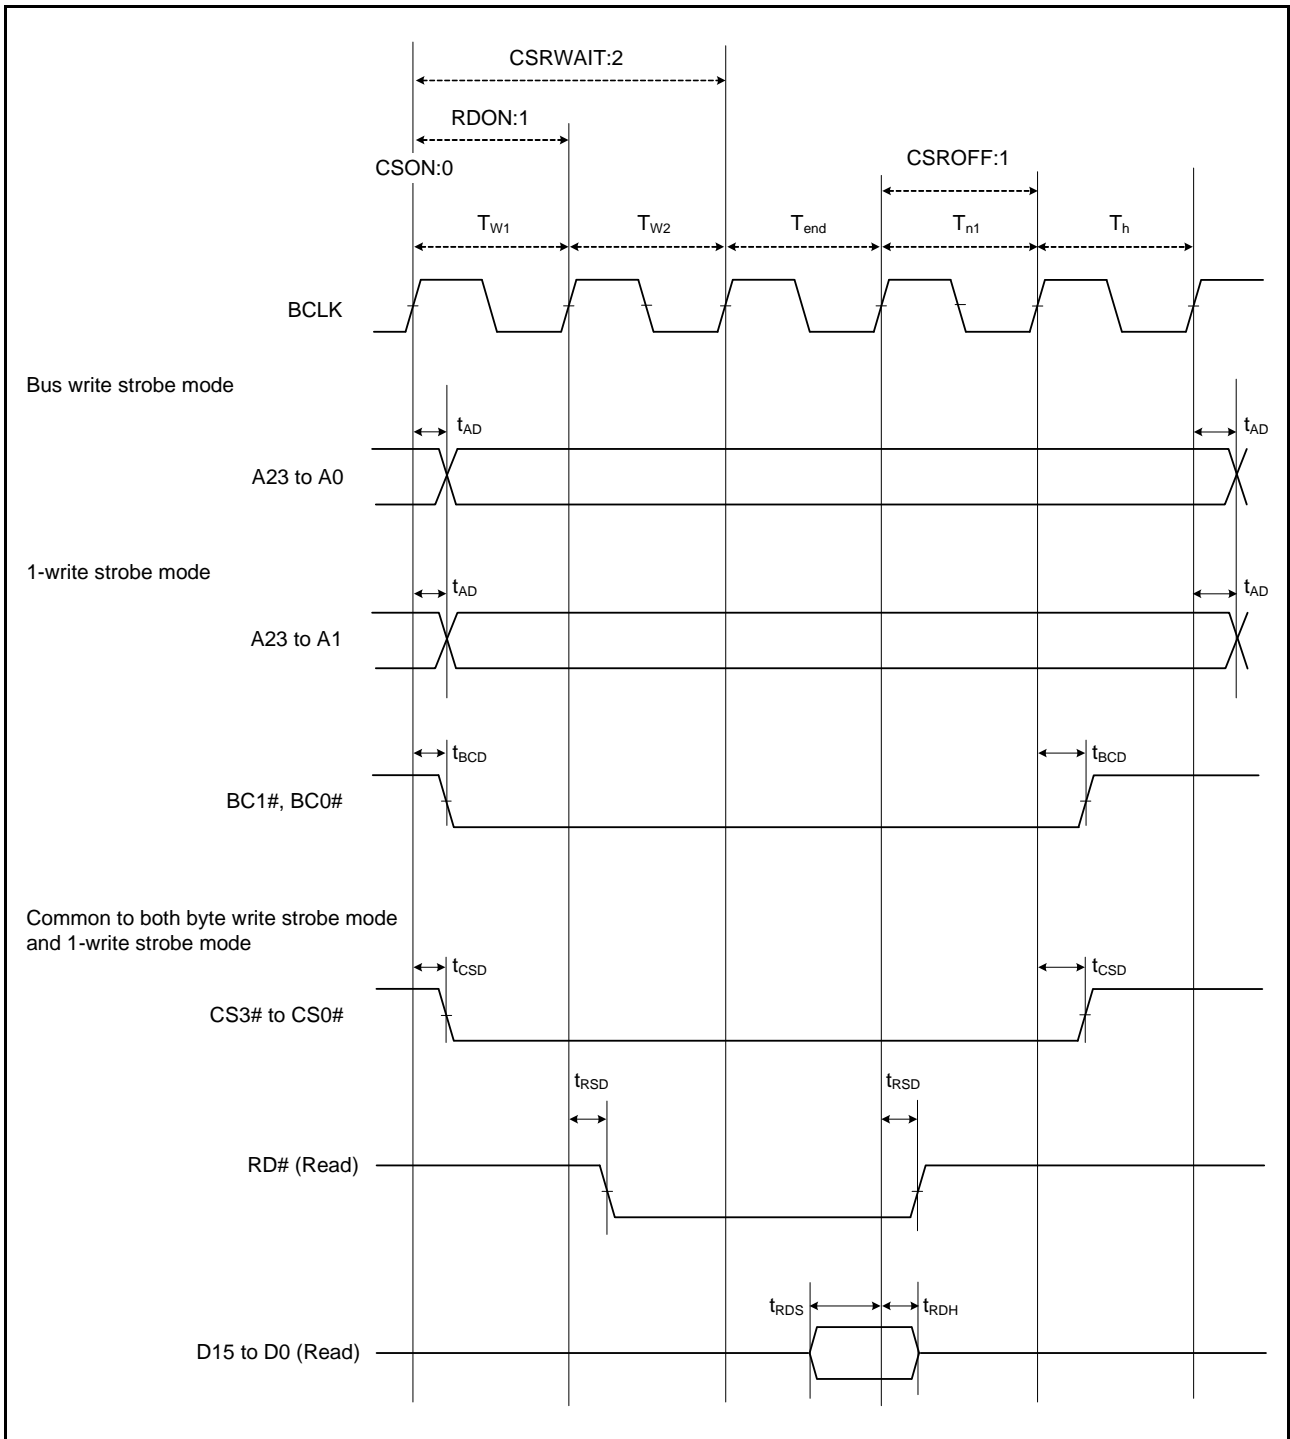 CSRWAIT:2
RDON:1
CSON:0
CSROFF:1
TW1
TW2
Tend
Tn1
Th
BCLK
Bus write strobe mode
tAD
tAD
A23 to A0
1-write strobe mode
tAD
tAD
A23 to A1
tBCD
tBCD
BC1#, BC0#
Common to both byte write strobe mode
and 1-write strobe mode
tCSD
tCSD
CS3# to CS0#
tRSD
tRSD
RD# (Read)
tRDS
tRDH
D15 to D0 (Read)